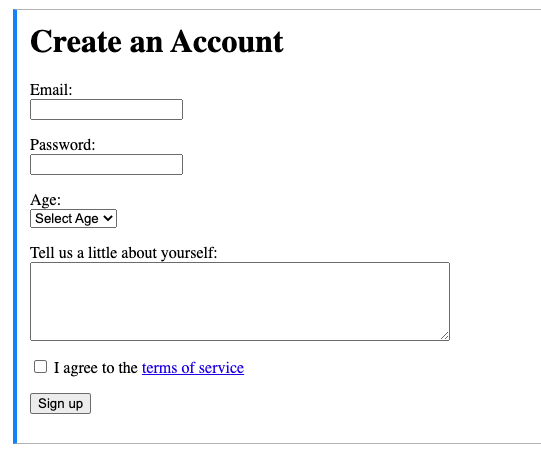 Create an Account
Email:
Password:
Age:
Select Age
Tell us a little about yourself:
I agree to the terms of service
Sign up